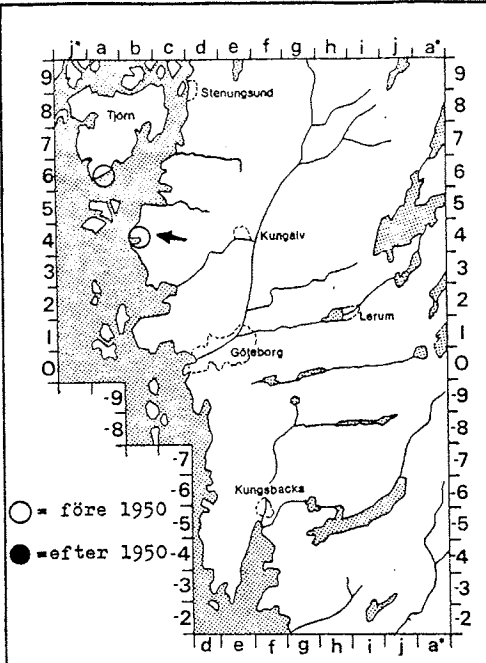 j* a b c d e f g h i j a*
9 9
Stenungsund
8 8
Tjörn
7 7
6 6
5 5
4 Kungälv 4
3 3
2 2
Lerum
1 1
Göteborg
0 0
-9 -9
-8 -8
-7 -7
Kungsbacka
-6 -6
= före 1950
-5 -5
=efter 1950
-4 -4
-3 -3
-2 -2
d e f g h i j a*